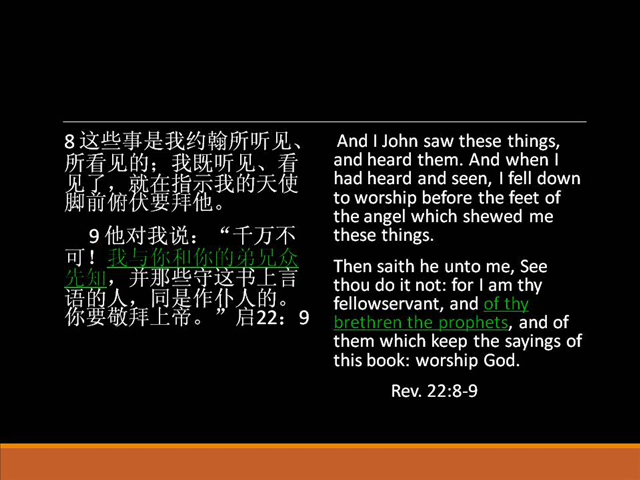 8 这些事是我约翰所听见、
所看见的；我既听见、看
见了，就在指示我的天使
脚前俯伏要拜他。
9 他对我说：“千万不
可！我与你和你的弟兄众
先知，并那些守这书上言
语的人，同是作仆人的。
你要敬拜上帝。”启22：9
And I John saw these things,
and heard them. And when I
had heard and seen, I fell down
to worship before the feet of
the angel which shewed me
these things.
Then saith he unto me, See
thou do it not: for I am thy
fellowservant, and of thy
brethren the prophets, and of
them which keep the sayings of
this book: worship God.
Rev. 22:8-9